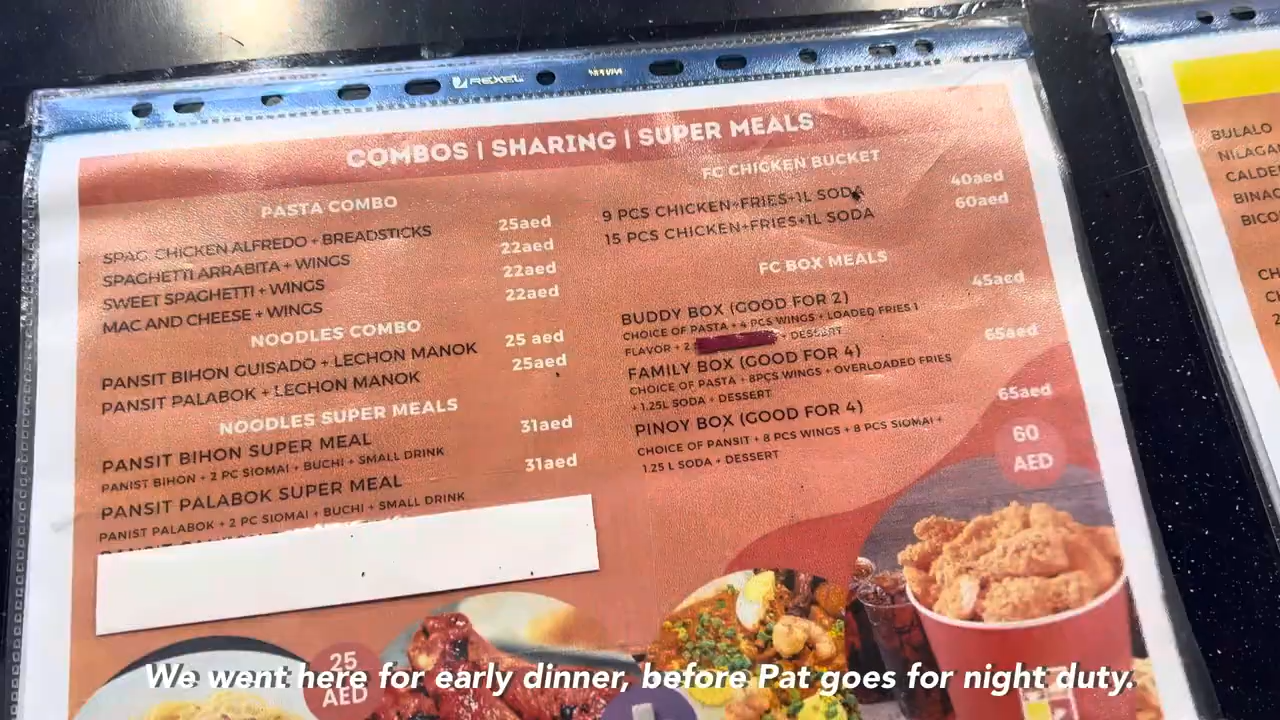 REXEL
COMBOS | SHARING | SUPER MEALS
PASTA COMBO
SPAG CHICKEN ALFREDO + BREADSTICKS 25aed
SPAGHETTI ARRABITA + WINGS 22aed
SWEET SPAGHETTI + WINGS 22aed
MAC AND CHEESE + WINGS 22aed
NOODLES COMBO
PANSIT BIHON GUISADO + LECHON MANOK 25 aed
PANSIT PALABOK + LECHON MANOK 25aed
NOODLES SUPER MEALS
PANSIT BIHON SUPER MEAL 31aed
PANIST BIHON + 2 PC SIOMAI + BUCHI + SMALL DRINK
PANSIT PALABOK SUPER MEAL 31aed
PANIST PALABOK + 2 PC SIOMAI + BUCHI + SMALL DRINK
FC CHICKEN BUCKET
9 PCS CHICKEN+FRIES+1L SODA 40aed
15 PCS CHICKEN+FRIES+1L SODA 60aed
FC BOX MEALS
BUDDY BOX (GOOD FOR 2) 45aed
CHOICE OF PASTA + 4 PCS WINGS + LOADED FRIES 1
FLAVOR + 2 + DESSERT
FAMILY BOX (GOOD FOR 4) 65aed
CHOICE OF PASTA + 8PCS WINGS + OVERLOADED FRIES
+ 1.25L SODA + DESSERT
PINOY BOX (GOOD FOR 4) 65aed
CHOICE OF PANSIT + 8 PCS WINGS + 8 PCS SIOMAI +
1.25 L SODA + DESSERT
60
AED
25
AED
BULALO
NILAGA
CALDE
BINAG
BICO
CH
2
We went here for early dinner, before Pat goes for night duty.